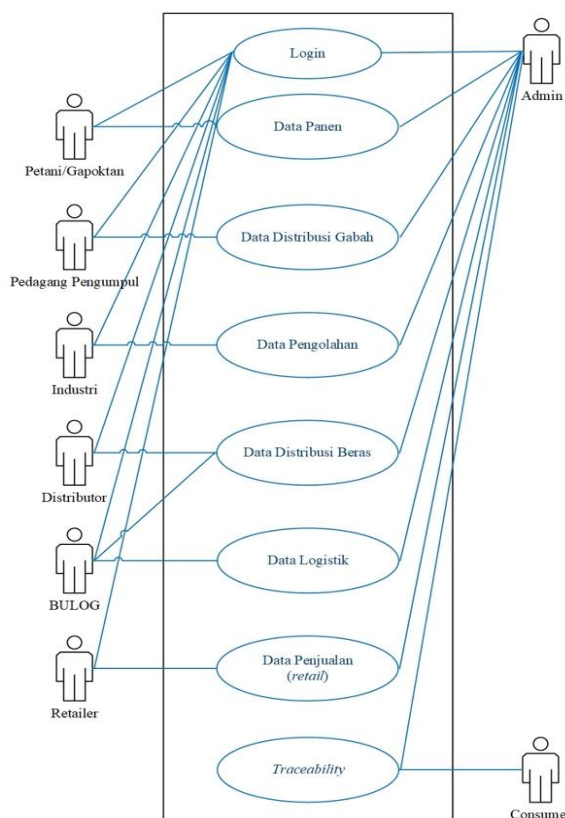 Login
Admin
Data Panen
Petani/Gapoktan
Data Distribusi Gabah
Pedagang Pengumpul
Data Pengolahan
Industri
Data Distribusi Beras
Distributor
Data Logistik
BULOG
Data Penjualan
(retail)
Retailer
Traceability
Consume